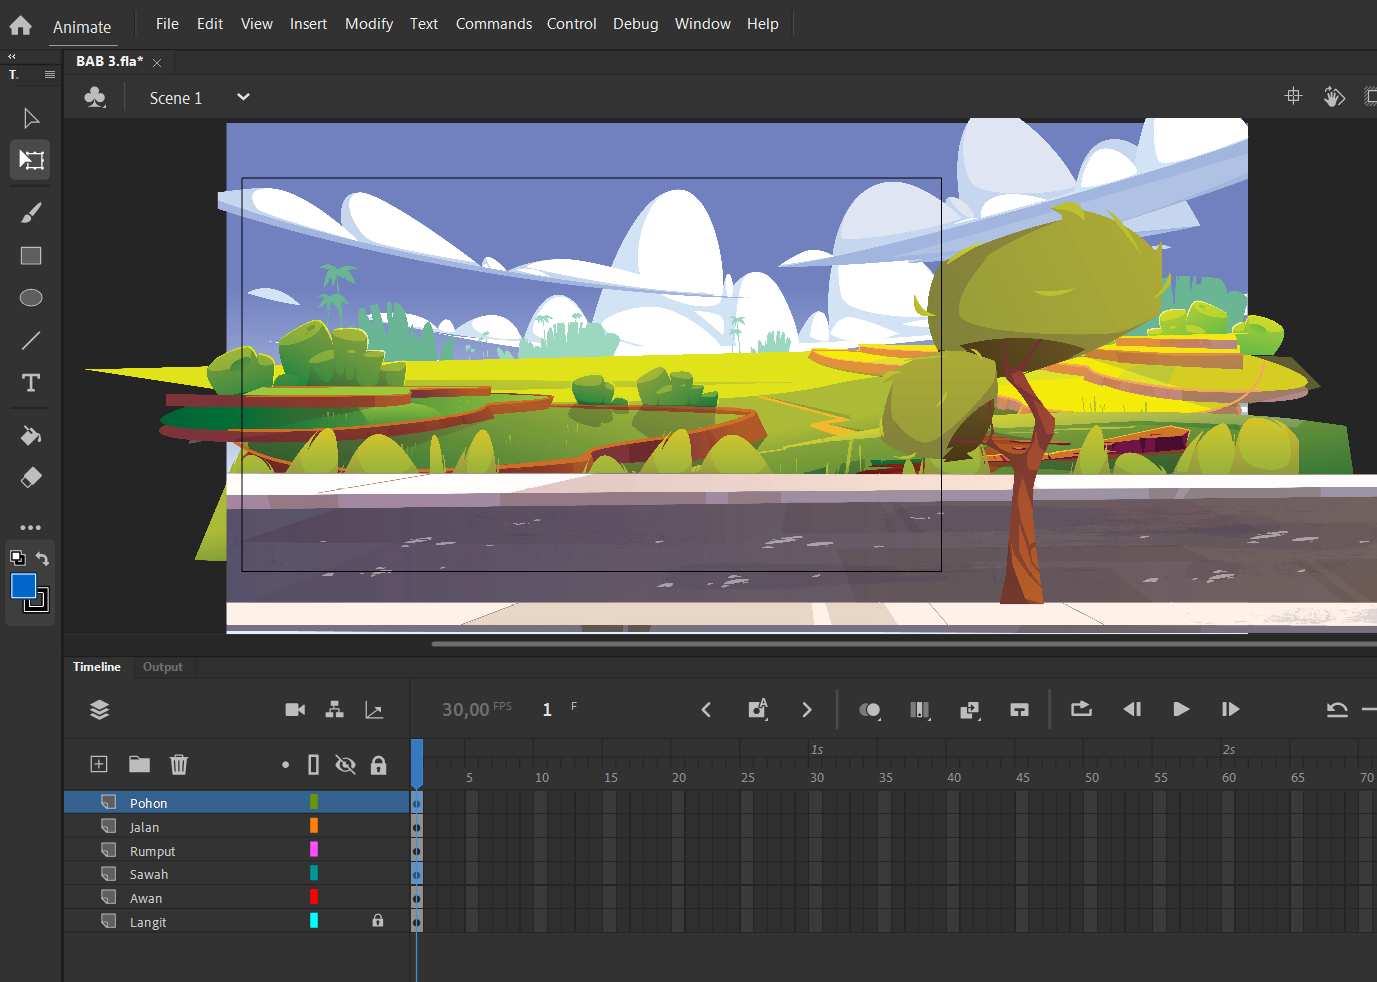 Animate File Edit View Insert Modify Text Commands Control Debug Window Help
T. BAB 3.fla*
Scene 1
Timeline Output
30,00 FPS 1 F
1s 2s
5 10 15 20 25 30 35 40 45 50 55 60 65 70
Pohon
Jalan
Rumput
Sawah
Awan
Langit